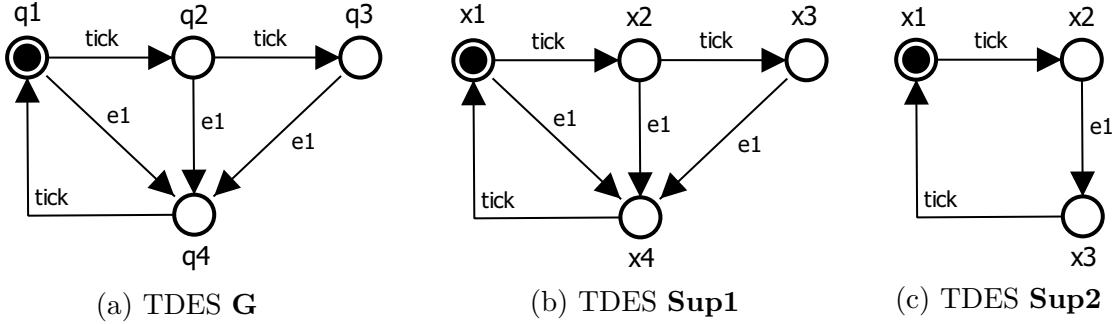 q1 q2 q3
tick tick
e1 e1 e1
tick
q4
(a) TDES G
x1 x2 x3
tick tick
e1 e1 e1
tick
x4
(b) TDES Sup1
x1 x2
tick
e1
tick
x3
(c) TDES Sup2